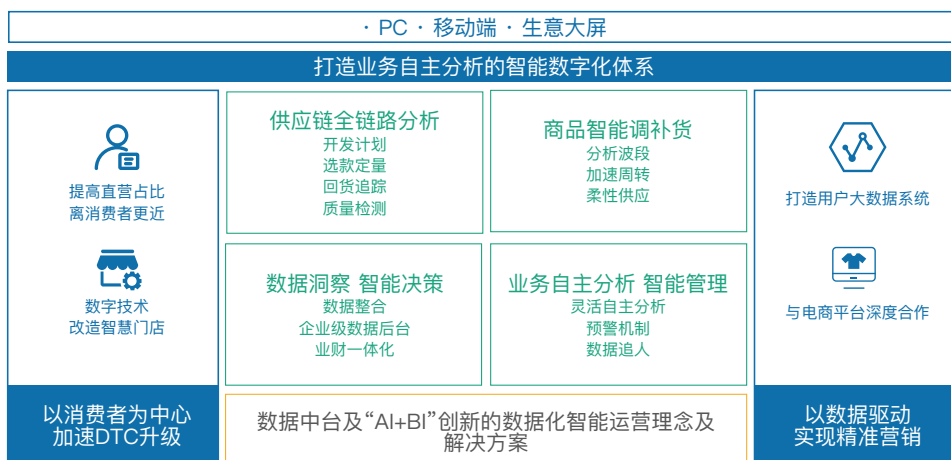 · PC · 移动端 · 生意大屏
打造业务自主分析的智能数字化体系
提高直营占比
离消费者更近
数字技术
改造智慧门店
以消费者为中心
加速DTC升级
供应链全链路分析
开发计划
选款定量
回货追踪
质量检测
商品智能调补货
分析波段
加速周转
柔性供应
数据洞察 智能决策
数据整合
企业级数据后台
业财一体化
业务自主分析 智能管理
灵活自主分析
预警机制
数据追人
数据中台及“AI+BI”创新的数据化智能运营理念及
解决方案
打造用户大数据系统
与电商平台深度合作
以数据驱动
实现精准营销